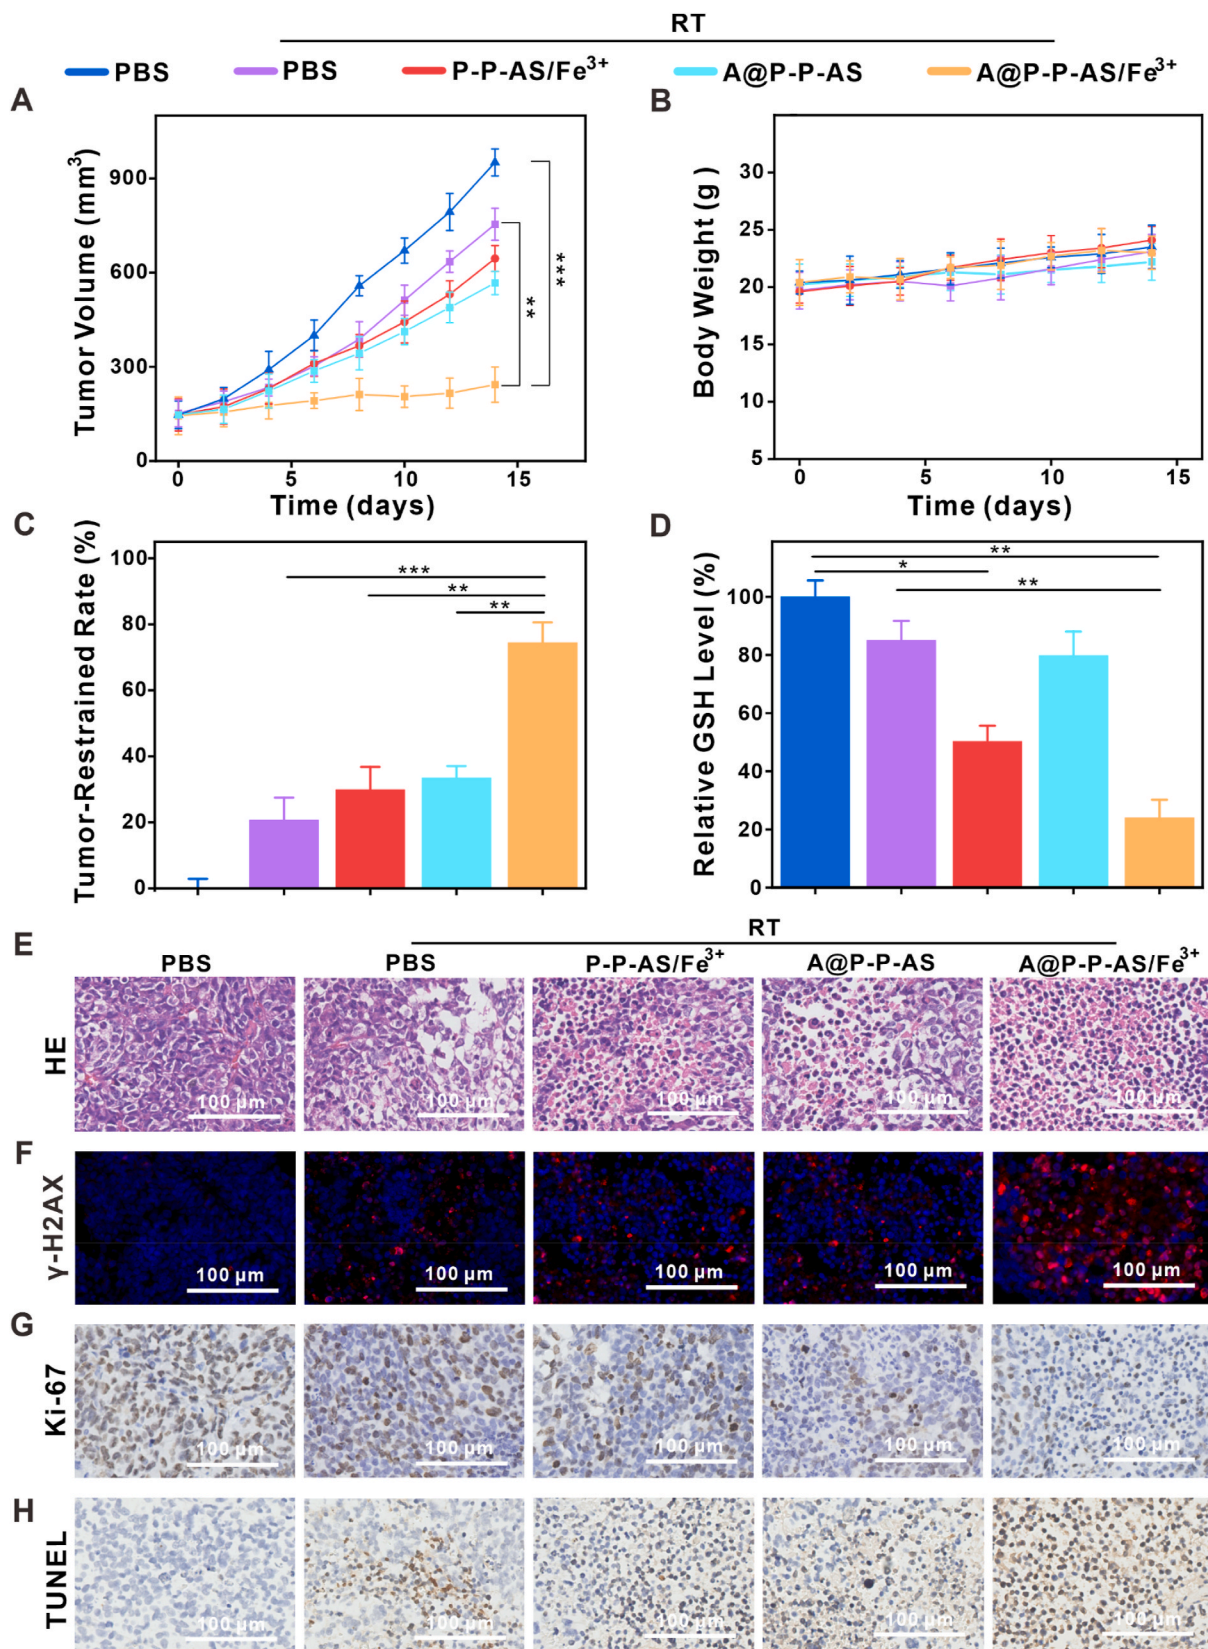 RT
PBS PBS P-P-AS/Fe³⁺ A@P-P-AS A@P-P-AS/Fe³⁺
A
Tumor Volume (mm³)
900
600
300
0
0 5 10 15
Time (days)
***
**
B
Body Weight (g)
30
25
20
15
10
5
0 5 10 15
Time (days)
C
Tumor-Restrained Rate (%)
100
80
60
40
20
0
***
**
**
D
Relative GSH Level (%)
100
80
60
40
20
0
**
*
**
E
RT
PBS PBS P-P-AS/Fe³⁺ A@P-P-AS A@P-P-AS/Fe³⁺
HE
100 μm 100 μm 100 μm 100 μm 100 μm
F
γ-H2AX
100 μm 100 μm 100 μm 100 μm 100 μm
G
Ki-67
100 μm 100 μm 100 μm 100 μm 100 μm
H
TUNEL
100 μm 100 μm 100 μm 100 μm 100 μm